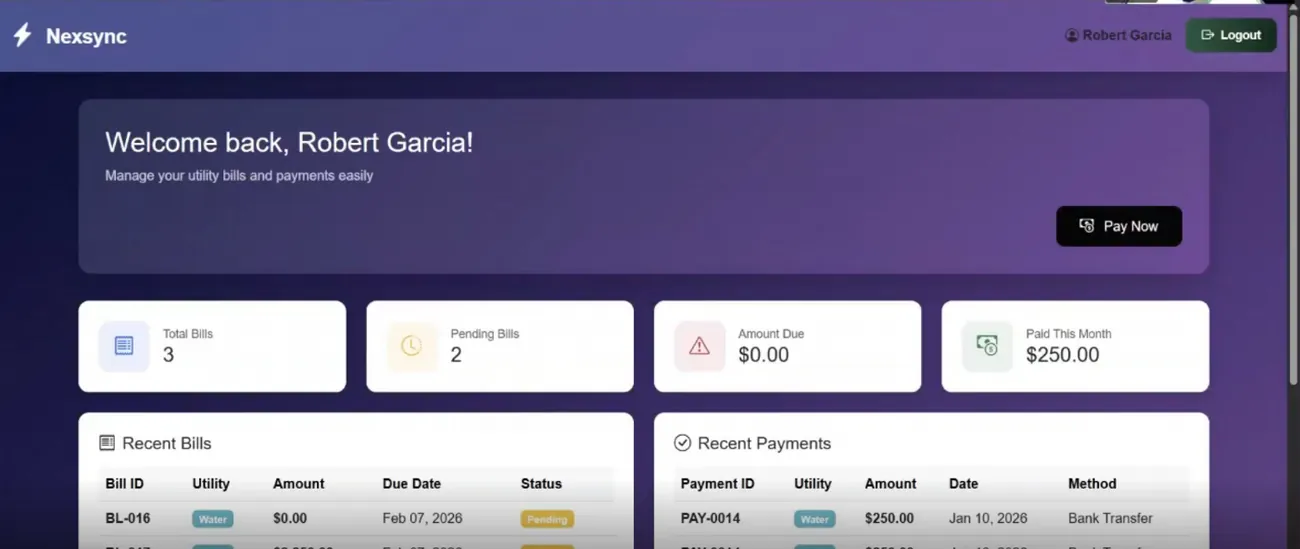 Nexsync
Robert Garcia
Logout
Welcome back, Robert Garcia!
Manage your utility bills and payments easily
Pay Now
Total Bills
3
Pending Bills
2
Amount Due
$0.00
Paid This Month
$250.00
Recent Bills
Bill ID Utility Amount Due Date Status
BL-016 Water $0.00 Feb 07, 2026 Pending
Recent Payments
Payment ID Utility Amount Date Method
PAY-0014 Water $250.00 Jan 10, 2026 Bank Transfer